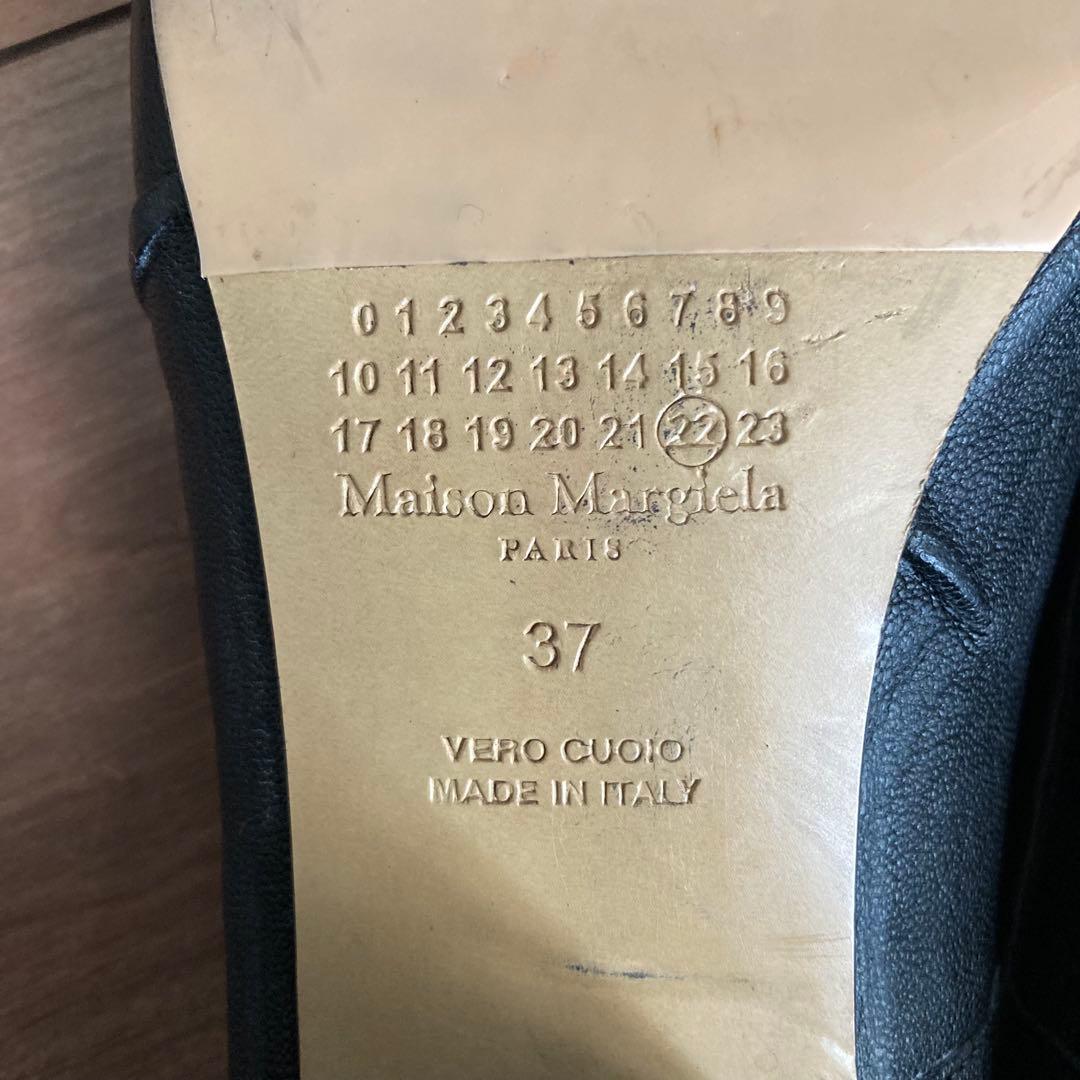 0 1 2 3 4 5 6 7 8 9
10 11 12 13 14 15 16
17 18 19 20 21 22 23
Maison Margiela
PARIS
37
VERO CUOIO
MADE IN ITALY